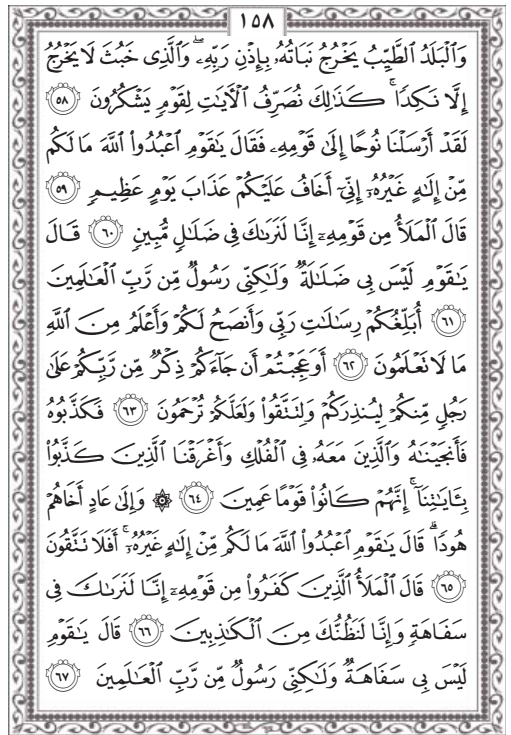 ١٥٨
وَٱلْبَلَدُ ٱلطَّيِّبُ يَخْرُجُ نَبَاتُهُۥ بِإِذْنِ رَبِّهِۦ ۖ وَٱلَّذِى خَبُثَ لَا يَخْرُجُ
إِلَّا نَكِدًا ۚ كَذَٰلِكَ نُصَرِّفُ ٱلْـَٔايَـٰتِ لِقَوْمٍ يَشْكُرُونَ ٥٨
لَقَدْ أَرْسَلْنَا نُوحًا إِلَىٰ قَوْمِهِۦ فَقَالَ يَـٰقَوْمِ ٱعْبُدُوا۟ ٱللَّهَ مَا لَكُم
مِّنْ إِلَـٰهٍ غَيْرُهُۥٓ إِنِّىٓ أَخَافُ عَلَيْكُمْ عَذَابَ يَوْمٍ عَظِيمٍ ٥٩
قَالَ ٱلْمَلَأُ مِن قَوْمِهِۦٓ إِنَّا لَنَرَىٰكَ فِى ضَلَـٰلٍ مُّبِينٍ ٦٠ قَالَ
يَـٰقَوْمِ لَيْسَ بِى ضَلَـٰلَةٌ وَلَـٰكِنِّى رَسُولٌ مِّن رَّبِّ ٱلْعَـٰلَمِينَ
٦١ أُبَلِّغُكُمْ رِسَـٰلَـٰتِ رَبِّى وَأَنصَحُ لَكُمْ وَأَعْلَمُ مِنَ ٱللَّهِ
مَا لَا تَعْلَمُونَ ٦٢ أَوَعَجِبْتُمْ أَن جَآءَكُمْ ذِكْرٌ مِّن رَّبِّكُمْ عَلَىٰ
رَجُلٍ مِّنكُمْ لِيُنذِرَكُمْ وَلِتَتَّقُوا۟ وَلَعَلَّكُمْ تُرْحَمُونَ ٦٣ فَكَذَّبُوهُ
فَأَنجَيْنَـٰهُ وَٱلَّذِينَ مَعَهُۥ فِى ٱلْفُلْكِ وَأَغْرَقْنَا ٱلَّذِينَ كَذَّبُوا۟
بِـَٔايَـٰتِنَآ ۚ إِنَّهُمْ كَانُوا۟ قَوْمًا عَمِينَ ٦٤ ۞ وَإِلَىٰ عَادٍ أَخَاهُمْ
هُودًا ۗ قَالَ يَـٰقَوْمِ ٱعْبُدُوا۟ ٱللَّهَ مَا لَكُم مِّنْ إِلَـٰهٍ غَيْرُهُۥٓ ۚ أَفَلَا تَتَّقُونَ
٦٥ قَالَ ٱلْمَلَأُ ٱلَّذِينَ كَفَرُوا۟ مِن قَوْمِهِۦٓ إِنَّا لَنَرَىٰكَ فِى
سَفَاهَةٍ وَإِنَّا لَنَظُنُّكَ مِنَ ٱلْكَـٰذِبِينَ ٦٦ قَالَ يَـٰقَوْمِ
لَيْسَ بِى سَفَاهَةٌ وَلَـٰكِنِّى رَسُولٌ مِّن رَّبِّ ٱلْعَـٰلَمِينَ ٦٧